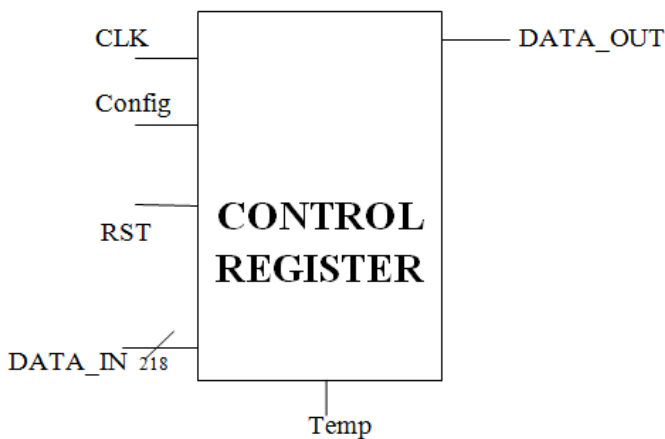 CLK
DATA_OUT
Config
RST
CONTROL
REGISTER
DATA_IN 218
Temp